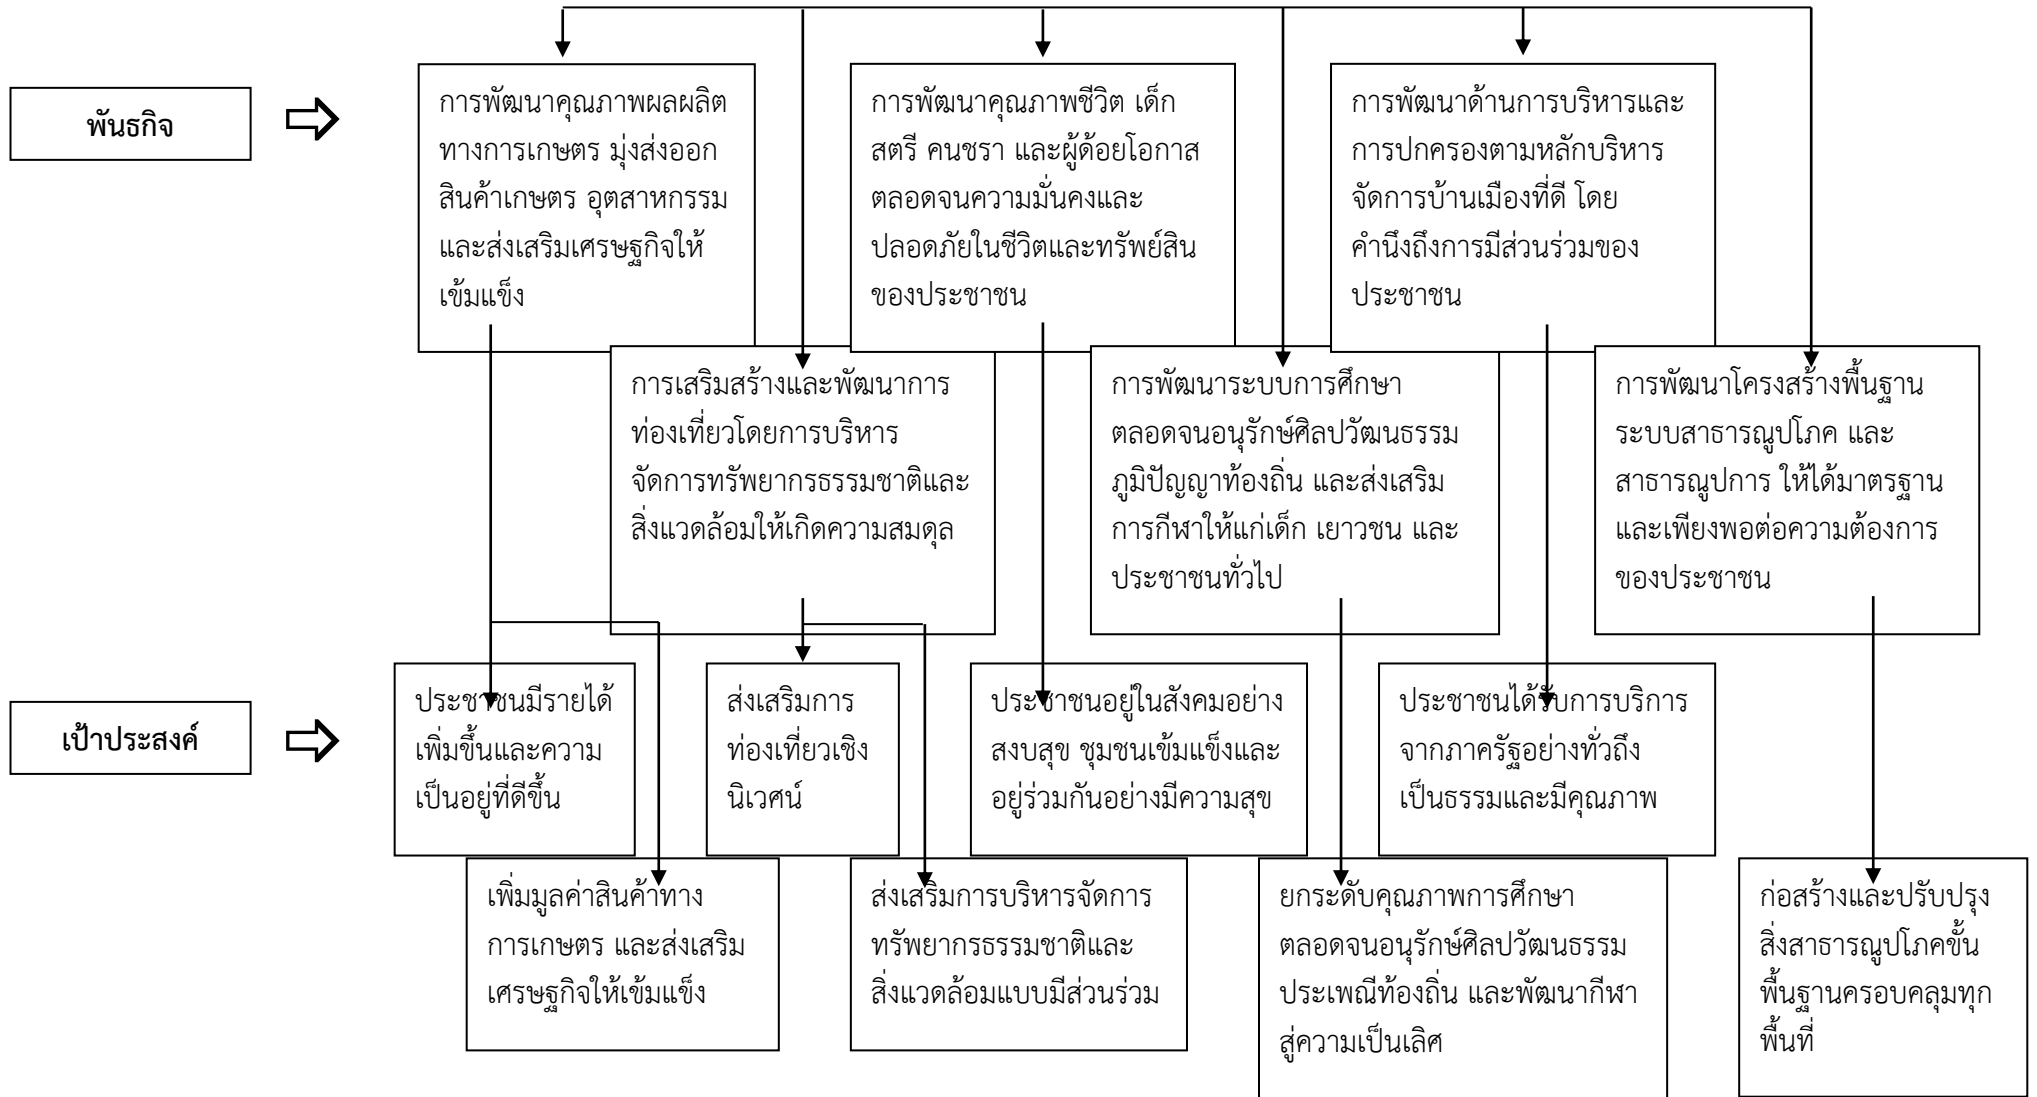 พันธกิจ
การพัฒนาคุณภาพผลผลิต
ทางการเกษตร มุ่งส่งออก
สินค้าเกษตร อุตสาหกรรม
และส่งเสริมเศรษฐกิจให้
เข้มแข็ง
การพัฒนาคุณภาพชีวิต เด็ก
สตรี คนชรา และผู้ด้อยโอกาส
ตลอดจนความมั่นคงและ
ปลอดภัยในชีวิตและทรัพย์สิน
ของประชาชน
การพัฒนาด้านการบริหารและ
การปกครองตามหลักบริหาร
จัดการบ้านเมืองที่ดี โดย
คำนึงถึงการมีส่วนร่วมของ
ประชาชน
การเสริมสร้างและพัฒนาการ
ท่องเที่ยวโดยการบริหาร
จัดการทรัพยากรธรรมชาติและ
สิ่งแวดล้อมให้เกิดความสมดุล
การพัฒนาระบบการศึกษา
ตลอดจนอนุรักษ์ศิลปวัฒนธรรม
ภูมิปัญญาท้องถิ่น และส่งเสริม
การกีฬาให้แก่เด็ก เยาวชน และ
ประชาชนทั่วไป
การพัฒนาโครงสร้างพื้นฐาน
ระบบสาธารณูปโภค และ
สาธารณูปการ ให้ได้มาตรฐาน
และเพียงพอต่อความต้องการ
ของประชาชน
เป้าประสงค์
ประชาชนมีรายได้
เพิ่มขึ้นและความ
เป็นอยู่ที่ดีขึ้น
ส่งเสริมการ
ท่องเที่ยวเชิง
นิเวศน์
ประชาชนอยู่ในสังคมอย่าง
สงบสุข ชุมชนเข้มแข็งและ
อยู่ร่วมกันอย่างมีความสุข
ประชาชนได้รับการบริการ
จากภาครัฐอย่างทั่วถึง
เป็นธรรมและมีคุณภาพ
เพิ่มมูลค่าสินค้าทาง
การเกษตร และส่งเสริม
เศรษฐกิจให้เข้มแข็ง
ส่งเสริมการบริหารจัดการ
ทรัพยากรธรรมชาติและ
สิ่งแวดล้อมแบบมีส่วนร่วม
ยกระดับคุณภาพการศึกษา
ตลอดจนอนุรักษ์ศิลปวัฒนธรรม
ประเพณีท้องถิ่น และพัฒนากีฬา
สู่ความเป็นเลิศ
ก่อสร้างและปรับปรุง
สิ่งสาธารณูปโภคขั้น
พื้นฐานครอบคลุมทุก
พื้นที่